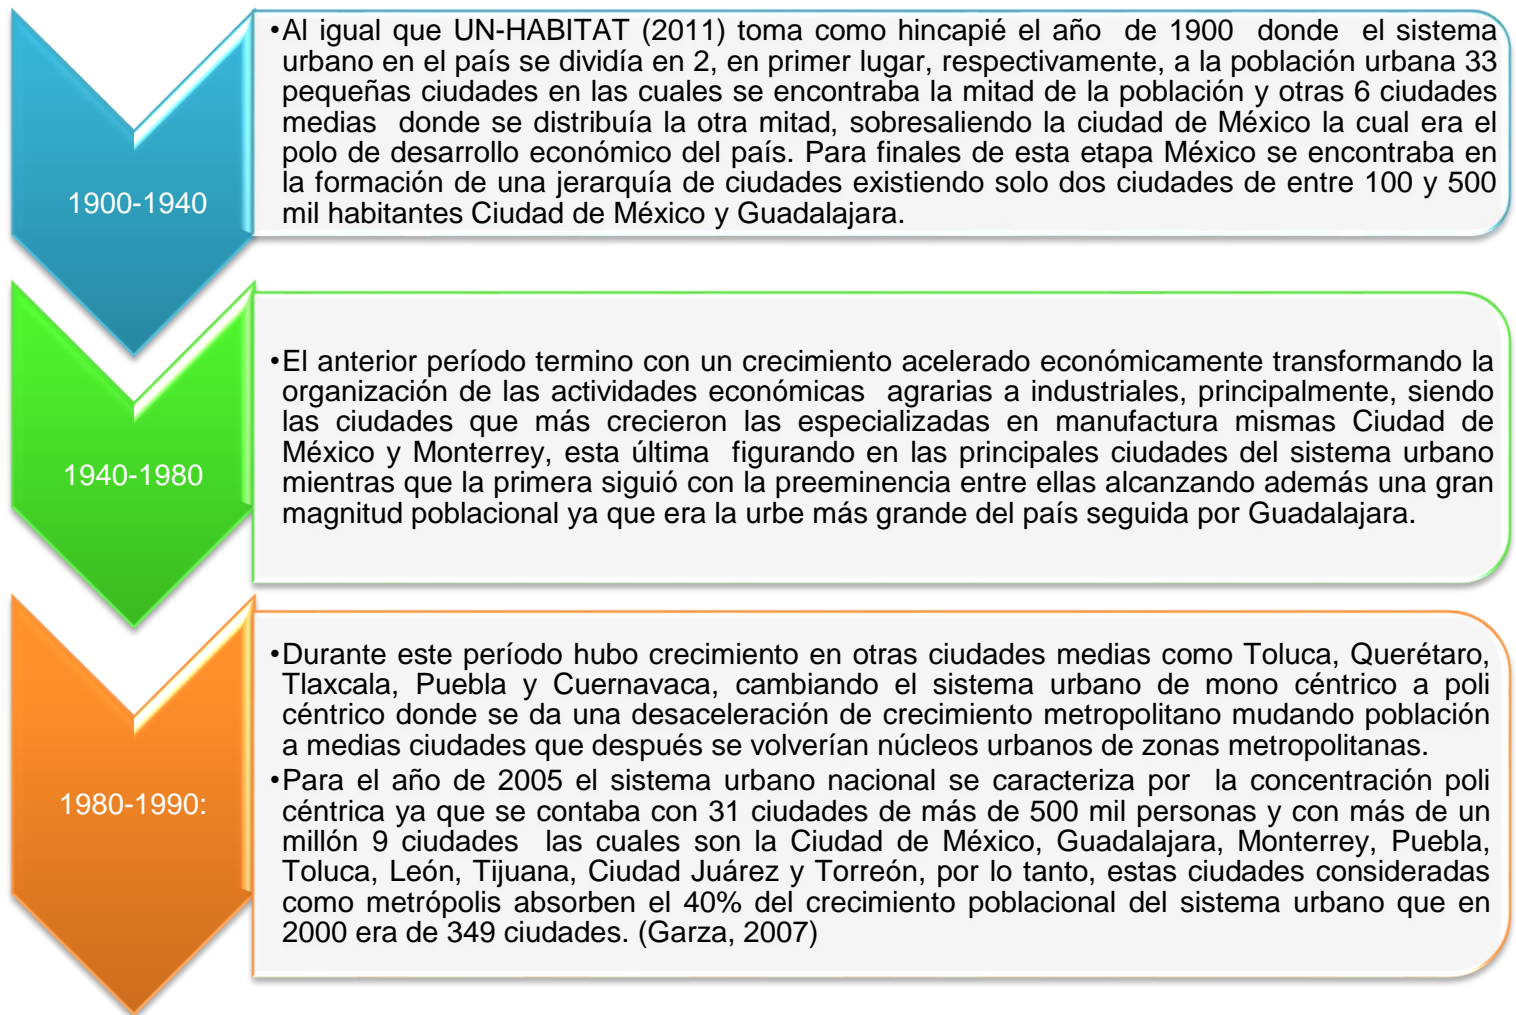 1900-1940
•Al igual que UN-HABITAT (2011) toma como hincapié el año de 1900 donde el sistema
urbano en el país se dividía en 2, en primer lugar, respectivamente, a la población urbana 33
pequeñas ciudades en las cuales se encontraba la mitad de la población y otras 6 ciudades
medias donde se distribuía la otra mitad, sobresaliendo la ciudad de México la cual era el
polo de desarrollo económico del país. Para finales de esta etapa México se encontraba en
la formación de una jerarquía de ciudades existiendo solo dos ciudades de entre 100 y 500
mil habitantes Ciudad de México y Guadalajara.
1940-1980
•El anterior período termino con un crecimiento acelerado económicamente transformando la
organización de las actividades económicas agrarias a industriales, principalmente, siendo
las ciudades que más crecieron las especializadas en manufactura mismas Ciudad de
México y Monterrey, esta última figurando en las principales ciudades del sistema urbano
mientras que la primera siguió con la preeminencia entre ellas alcanzando además una gran
magnitud poblacional ya que era la urbe más grande del país seguida por Guadalajara.
1980-1990:
•Durante este período hubo crecimiento en otras ciudades medias como Toluca, Querétaro,
Tlaxcala, Puebla y Cuernavaca, cambiando el sistema urbano de mono céntrico a poli
céntrico donde se da una desaceleración de crecimiento metropolitano mudando población
a medias ciudades que después se volverían núcleos urbanos de zonas metropolitanas.
•Para el año de 2005 el sistema urbano nacional se caracteriza por la concentración poli
céntrica ya que se contaba con 31 ciudades de más de 500 mil personas y con más de un
millón 9 ciudades las cuales son la Ciudad de México, Guadalajara, Monterrey, Puebla,
Toluca, León, Tijuana, Ciudad Juárez y Torreón, por lo tanto, estas ciudades consideradas
como metrópolis absorben el 40% del crecimiento poblacional del sistema urbano que en
2000 era de 349 ciudades. (Garza, 2007)